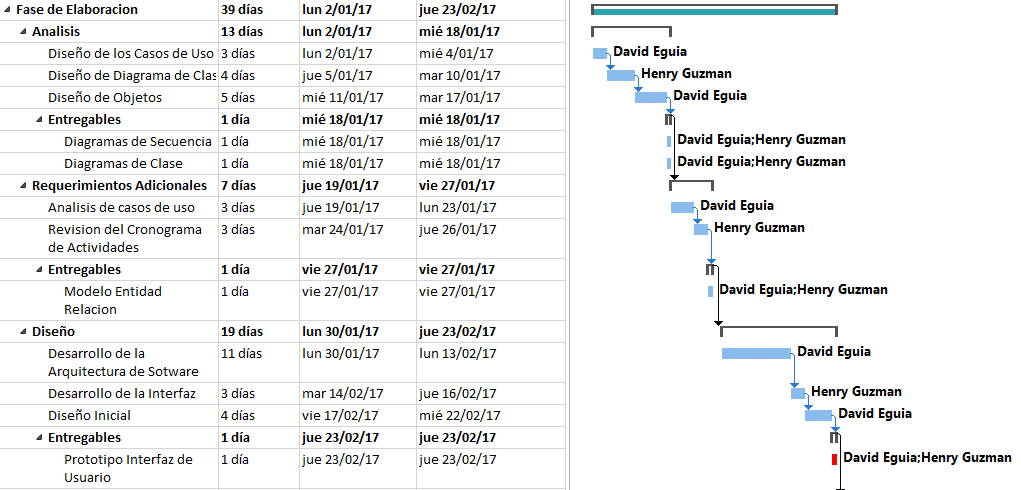 Fase de Elaboracion 39 días lun 2/01/17 jue 23/02/17
Analisis 13 días lun 2/01/17 mié 18/01/17
Diseño de los Casos de Uso 3 días lun 2/01/17 mié 4/01/17 David Eguia
Diseño de Diagrama de Clas 4 días jue 5/01/17 mar 10/01/17 Henry Guzman
Diseño de Objetos 5 días mié 11/01/17 mar 17/01/17 David Eguia
Entregables 1 día mié 18/01/17 mié 18/01/17
Diagramas de Secuencia 1 día mié 18/01/17 mié 18/01/17 David Eguia;Henry Guzman
Diagramas de Clase 1 día mié 18/01/17 mié 18/01/17 David Eguia;Henry Guzman
Requerimientos Adicionales 7 días jue 19/01/17 vie 27/01/17
Analisis de casos de uso 3 días jue 19/01/17 lun 23/01/17 David Eguia
Revision del Cronograma 3 días mar 24/01/17 jue 26/01/17 Henry Guzman
de Actividades
Entregables 1 día vie 27/01/17 vie 27/01/17
Modelo Entidad 1 día vie 27/01/17 vie 27/01/17 David Eguia;Henry Guzman
Relacion
Diseño 19 días lun 30/01/17 jue 23/02/17
Desarrollo de la 11 días lun 30/01/17 lun 13/02/17 David Eguia
Arquitectura de Sotware
Desarrollo de la Interfaz 3 días mar 14/02/17 jue 16/02/17 Henry Guzman
Diseño Inicial 4 días vie 17/02/17 mié 22/02/17 David Eguia
Entregables 1 día jue 23/02/17 jue 23/02/17
Prototipo Interfaz de 1 día jue 23/02/17 jue 23/02/17 David Eguia;Henry Guzman
Usuario